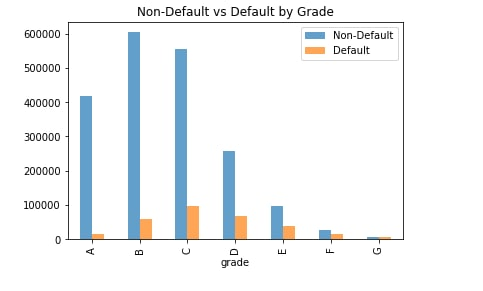 Non-Default vs Default by Grade
Non-Default
Default
600000
500000
400000
300000
200000
100000
0
A
B
C
D
E
F
G
grade